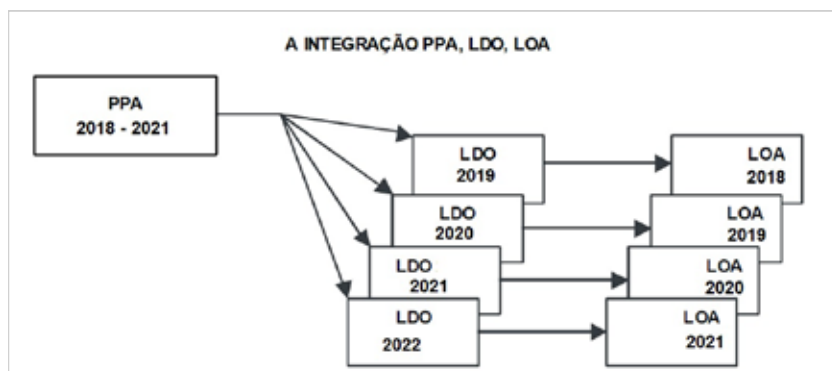 A INTEGRAÇÃO PPA, LDO, LOA
PPA
2018 - 2021
LDO
2019
LOA
2018
LDO
2020
LOA
2019
LDO
2021
LOA
2020
LDO
2022
LOA
2021